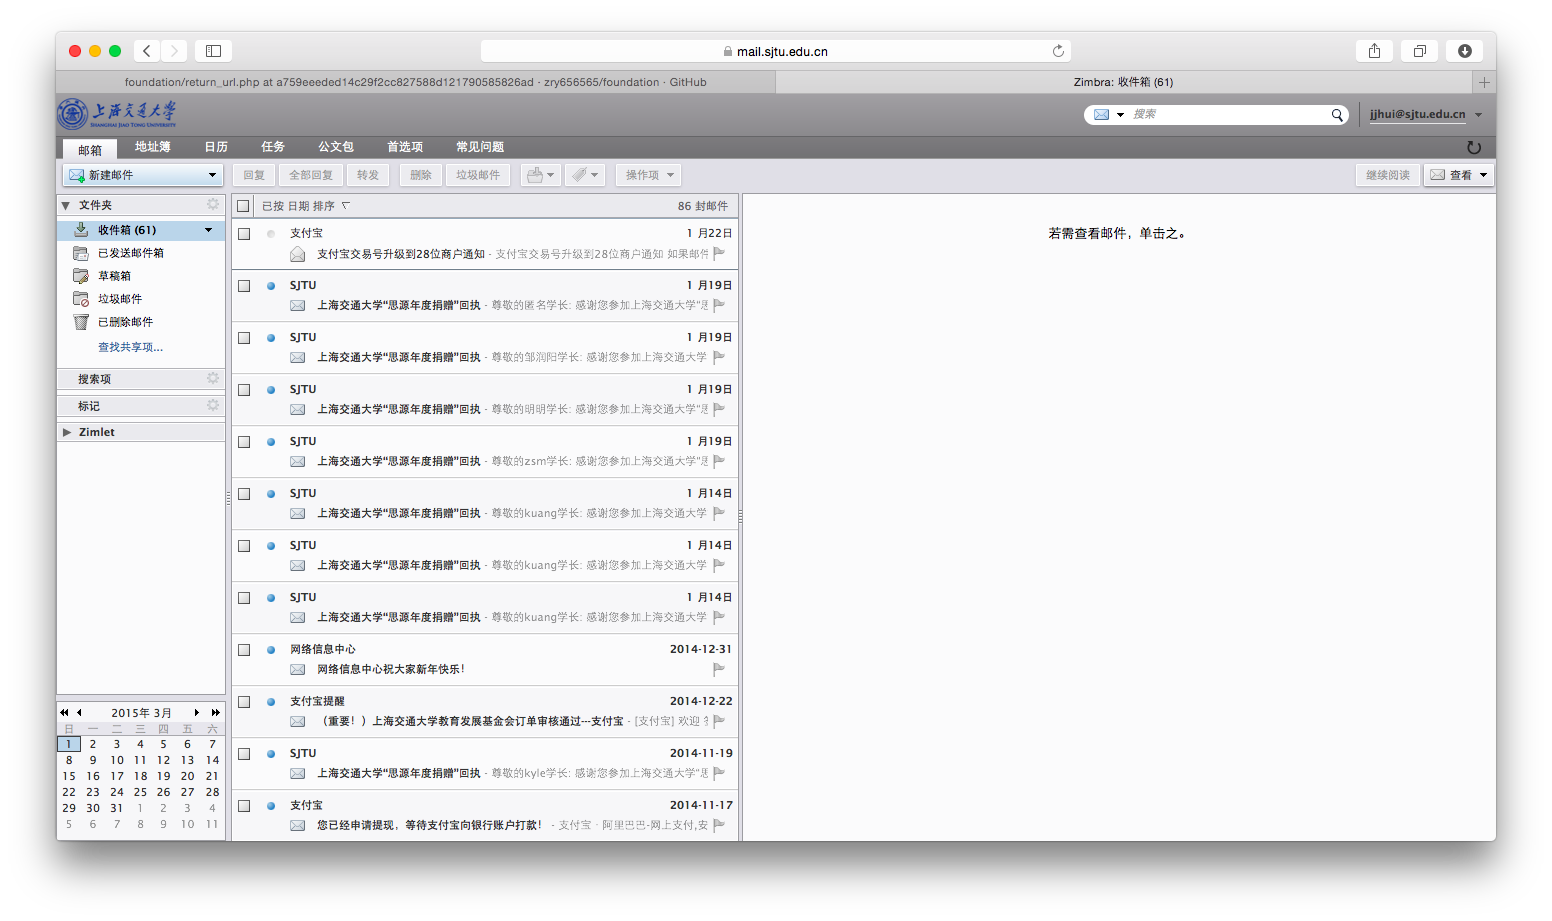 mail.sjtu.edu.cn
foundation/return_url.php at a759eeeded14c29f2cc827588d121790585826ad · zry656565/foundation · GitHub
Zimbra: 收件箱 (61)
上海交通大学
SHANGHAI JIAO TONG UNIVERSITY
搜索
jjhui@sjtu.edu.cn
邮箱 地址簿 日历 任务 公文包 首选项 常见问题
新建邮件 回复 全部回复 转发 删除 垃圾邮件 操作项 继续阅读 查看
文件夹
收件箱 (61)
已发送邮件箱
草稿箱
垃圾邮件
已删除邮件
查找共享项...
搜索项
标记
Zimlet
2015年 3月
日 一 二 三 四 五 六
1 2 3 4 5 6 7
8 9 10 11 12 13 14
15 16 17 18 19 20 21
22 23 24 25 26 27 28
29 30 31 1 2 3 4
5 6 7 8 9 10 11
已按 日期 排序 86 封邮件
支付宝 1 月22日
支付宝交易号升级到28位商户通知 - 支付宝交易号升级到28位商户通知 如果邮件
SJTU 1 月19日
上海交通大学“思源年度捐赠”回执 - 尊敬的匿名学长: 感谢您参加上海交通大学“思
SJTU 1 月19日
上海交通大学“思源年度捐赠”回执 - 尊敬的邹润阳学长: 感谢您参加上海交通大学
SJTU 1 月19日
上海交通大学“思源年度捐赠”回执 - 尊敬的明明学长: 感谢您参加上海交通大学“思
SJTU 1 月19日
上海交通大学“思源年度捐赠”回执 - 尊敬的zsm学长: 感谢您参加上海交通大学“思
SJTU 1 月14日
上海交通大学“思源年度捐赠”回执 - 尊敬的kuang学长: 感谢您参加上海交通大学
SJTU 1 月14日
上海交通大学“思源年度捐赠”回执 - 尊敬的kuang学长: 感谢您参加上海交通大学
SJTU 1 月14日
上海交通大学“思源年度捐赠”回执 - 尊敬的kuang学长: 感谢您参加上海交通大学
网络信息中心 2014-12-31
网络信息中心祝大家新年快乐!
支付宝提醒 2014-12-22
（重要！）上海交通大学教育发展基金会订单审核通过---支付宝 - [支付宝] 欢迎
SJTU 2014-11-19
上海交通大学“思源年度捐赠”回执 - 尊敬的kyle学长: 感谢您参加上海交通大学“思
支付宝 2014-11-17
您已经申请提现，等待支付宝向银行账户打款！ - 支付宝 · 阿里巴巴-网上支付,安
若需查看邮件，单击之。